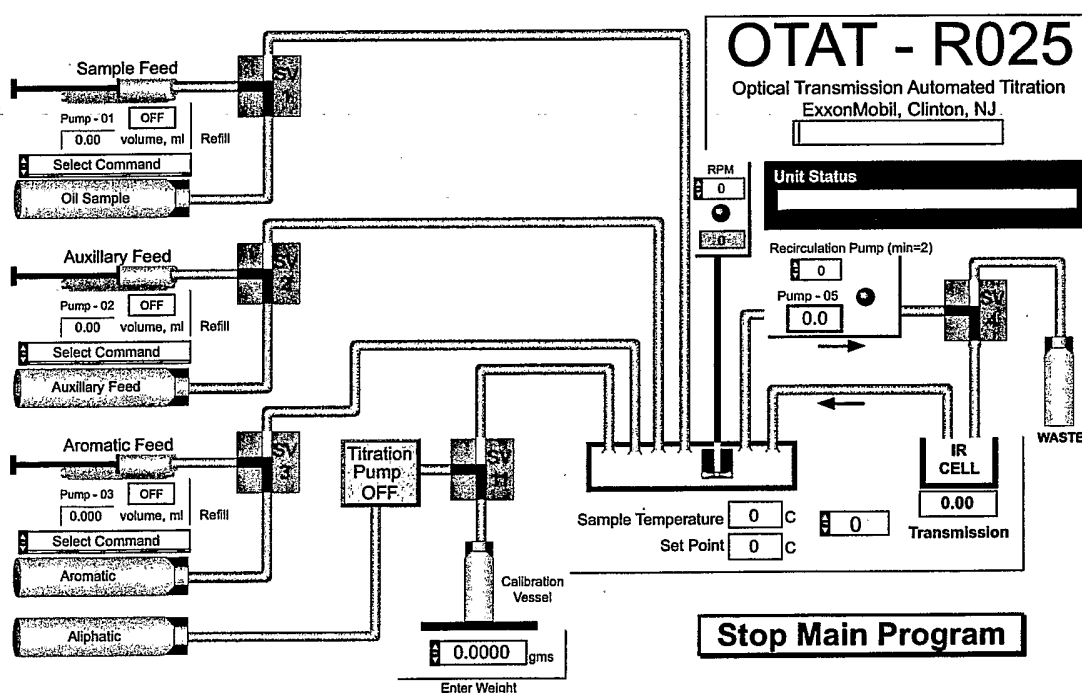 OTAT - R025
Optical Transmission Automated Titration
ExxonMobil, Clinton, NJ
Unit Status
Sample Feed
SV
1
Pump - 01
OFF
0.00
volume, ml
Refill
Select Command
Oil Sample
RPM
0
0
Recirculation Pump (min=2)
0
Pump - 05
0.0
SV
WASTE
Auxillary Feed
SV
2
Pump - 02
OFF
0.00
volume, ml
Refill
Select Command
Auxillary Feed
Aromatic Feed
SV
3
Pump - 03
OFF
0.000
volume, ml
Refill
Select Command
Aromatic
Aliphatic
Titration
Pump
OFF
SV
Calibration
Vessel
0.0000 gms
Enter Weight
IR
CELL
0.00
Transmission
Sample Temperature 0 C
0
Set Point 0 C
Stop Main Program